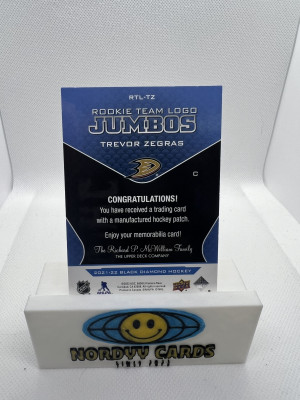 RTL-TZ
ROOKIE TEAM LOGO
JUMBOS
TREVOR ZEGRAS
C
CONGRATULATIONS!
You have received a trading card
with a manufactured hockey patch.
Enjoy your memorabilia card!
The Richard P. McWilliam Family
THE UPPER DECK COMPANY
2021-22 BLACK DIAMOND HOCKEY
NORDYY CARDS
SINCE 2023